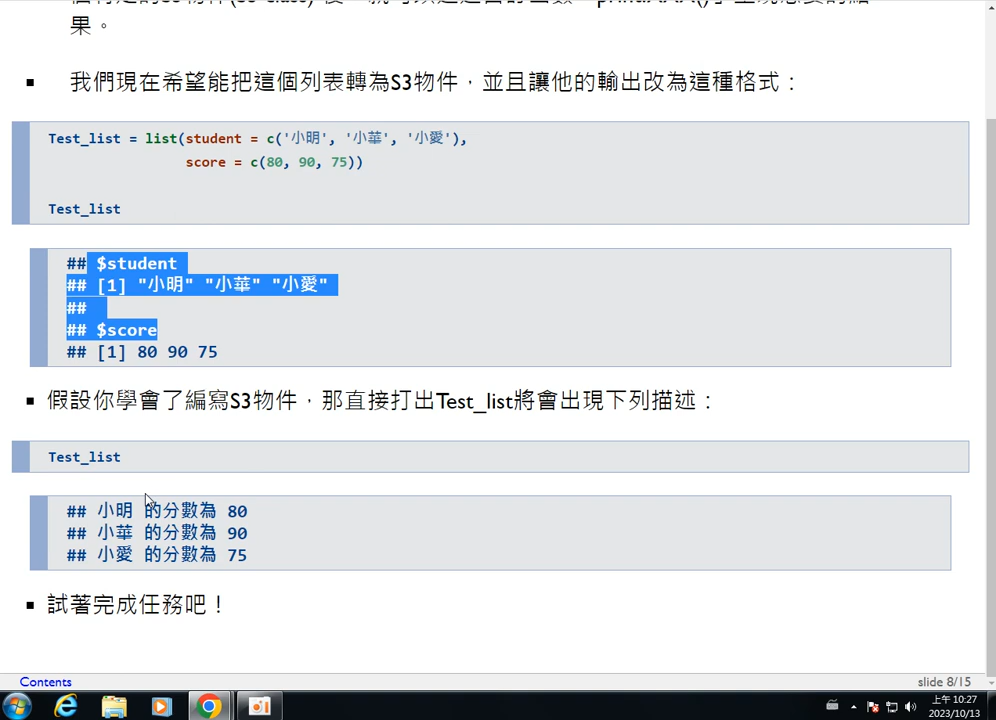 果。
▪ 我們現在希望能把這個列表轉為S3物件，並且讓他的輸出改為這種格式：
Test_list = list(student = c('小明', '小華', '小愛'),
score = c(80, 90, 75))
Test_list
## $student
## [1] "小明" "小華" "小愛"
##
## $score
## [1] 80 90 75
▪ 假設你學會了編寫S3物件，那直接打出Test_list將會出現下列描述：
Test_list
## 小明 的分數為 80
## 小華 的分數為 90
## 小愛 的分數為 75
▪ 試著完成任務吧！
Contents
slide 8/15
上午 10:27
2023/10/13